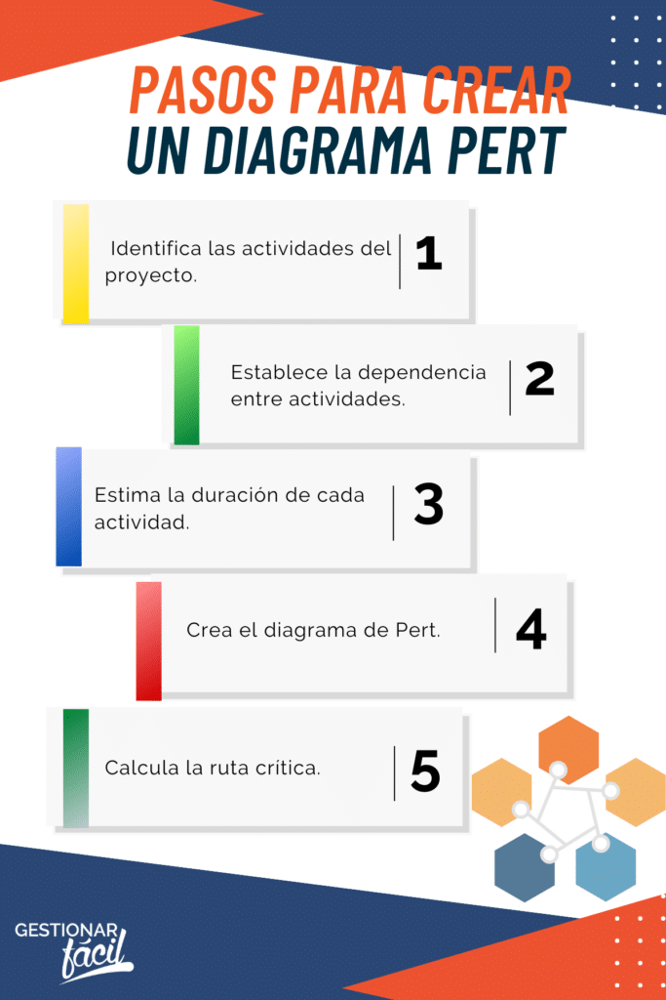 PASOS PARA CREAR
UN DIAGRAMA PERT
Identifica las actividades del
proyecto.
1
Establece la dependencia
entre actividades.
2
Estima la duración de cada
actividad.
3
Crea el diagrama de Pert.
4
Calcula la ruta crítica.
5
GESTIONAR
fácil